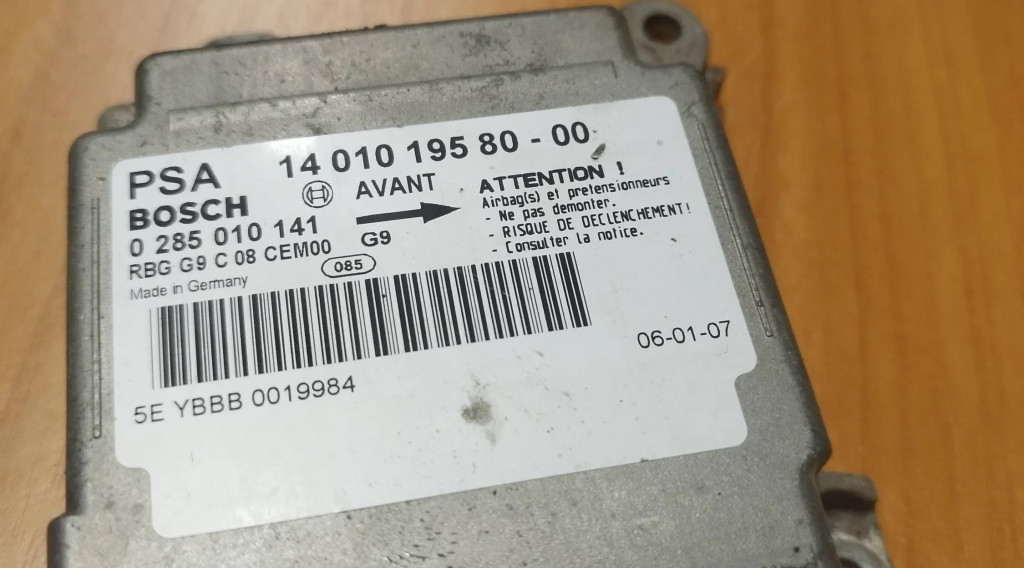 PSA 14 010 195 80 - 00
BOSCH
0 285 010 141
RBG G9 C 08 CEM00
Made in Germany
085
AVANT
G9
ATTENTION !
Airbag(s) et pretensionneurs
- Ne pas demonter.
- RISQUE DE DECLENCHEMENT!
- Consulter la notice.
06-01-07
5E YBBB 0019984